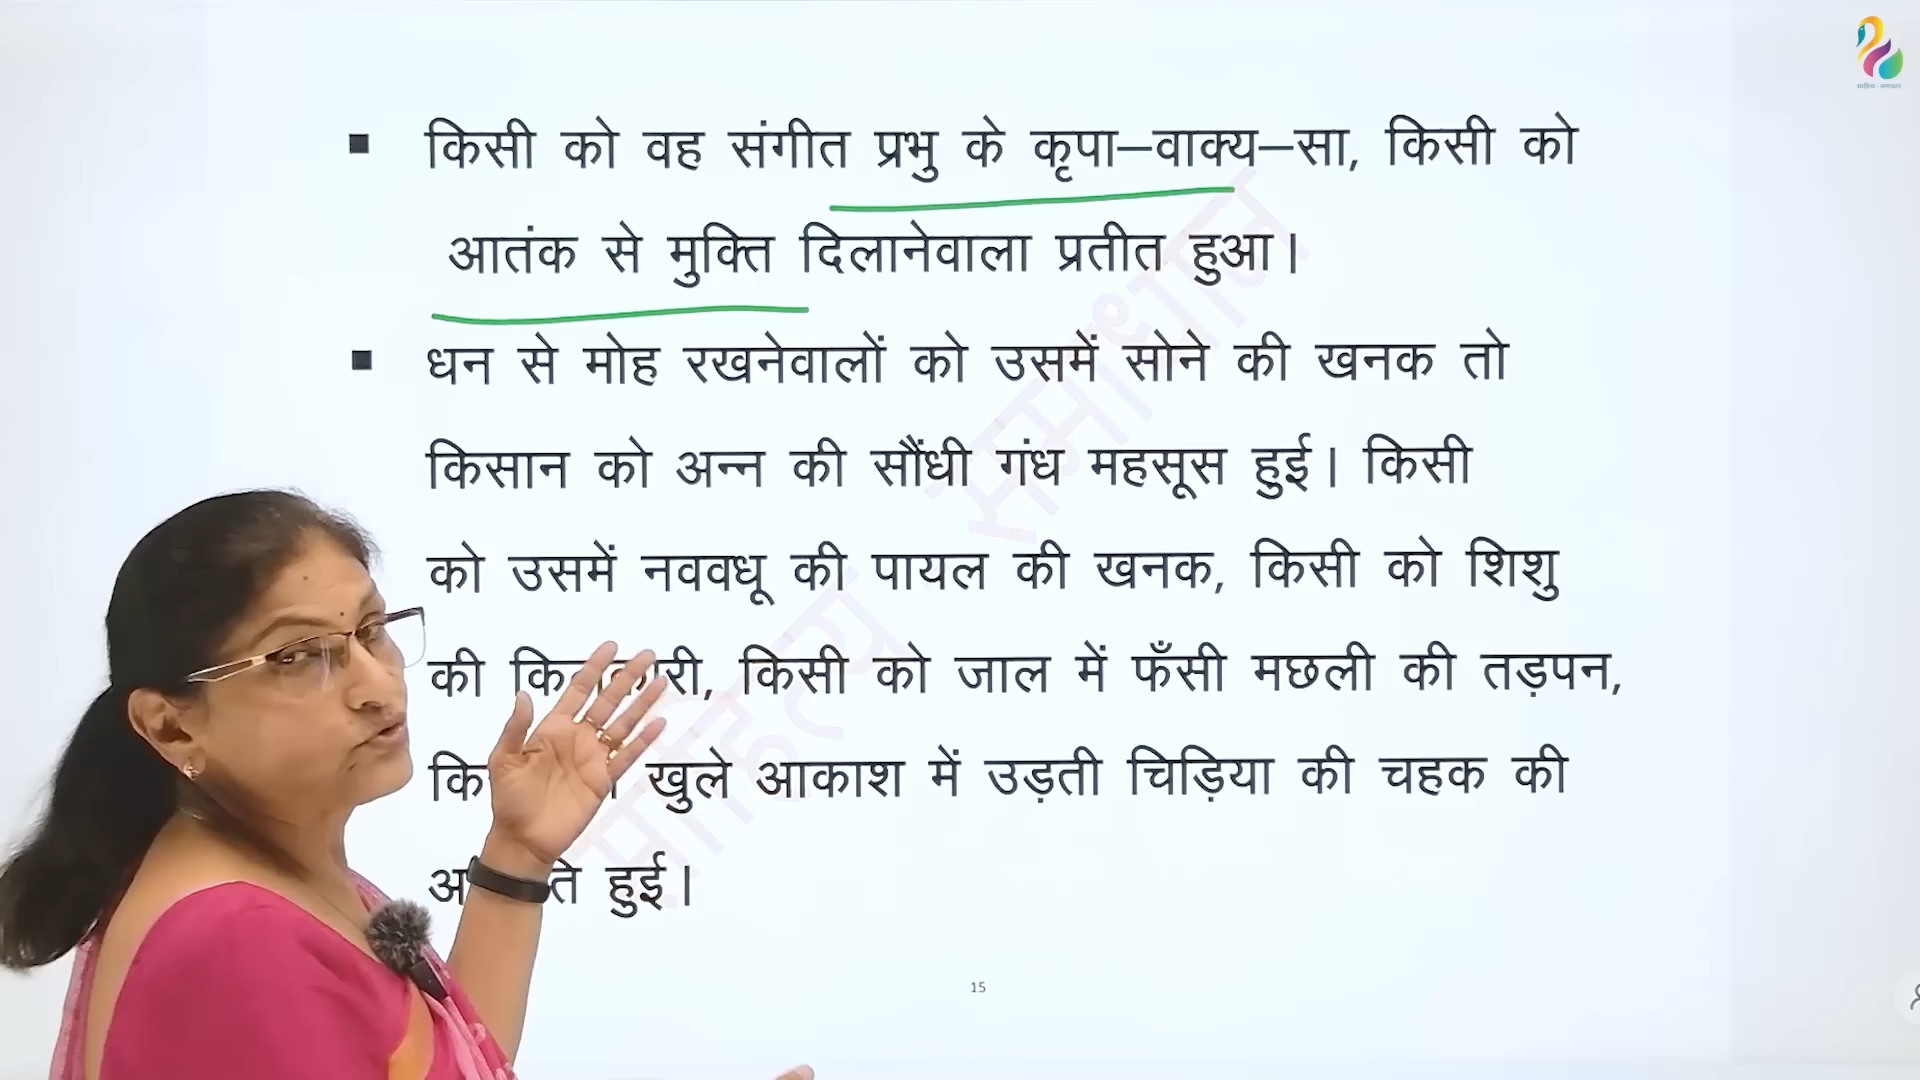 किसी को वह संगीत प्रभु के कृपा–वाक्य–सा, किसी को
आतंक से मुक्ति दिलानेवाला प्रतीत हुआ।
धन से मोह रखनेवालों को उसमें सोने की खनक तो
किसान को अन्न की सौंधी गंध महसूस हुई। किसी
को उसमें नववधू की पायल की खनक, किसी को शिशु
की किसी को जाल में फँसी मछली की तड़पन,
खुले आकाश में उड़ती चिड़िया की चहक की
हुई।
साहित्य समाधान
15